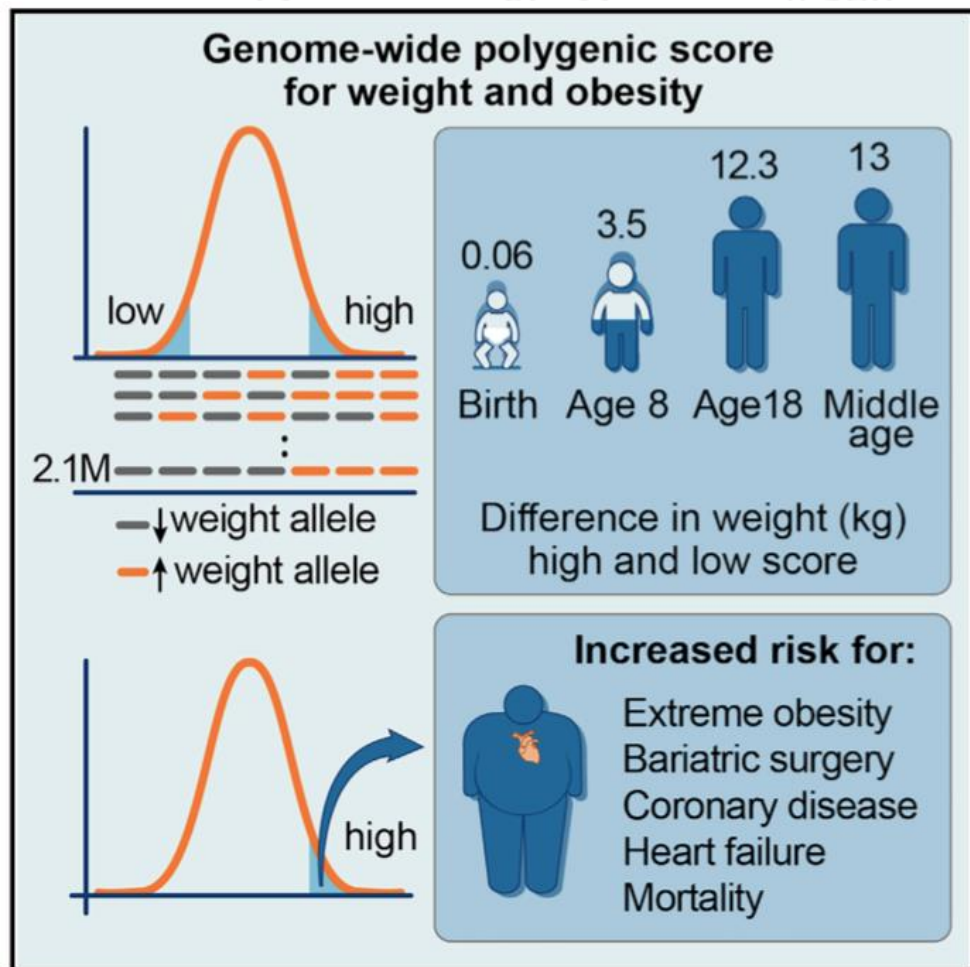 Genome-wide polygenic score
for weight and obesity
low
high
2.1M
↓weight allele
↑weight allele
0.06
3.5
12.3
13
Birth
Age 8
Age18
Middle
age
Difference in weight (kg)
high and low score
high
Increased risk for:
Extreme obesity
Bariatric surgery
Coronary disease
Heart failure
Mortality